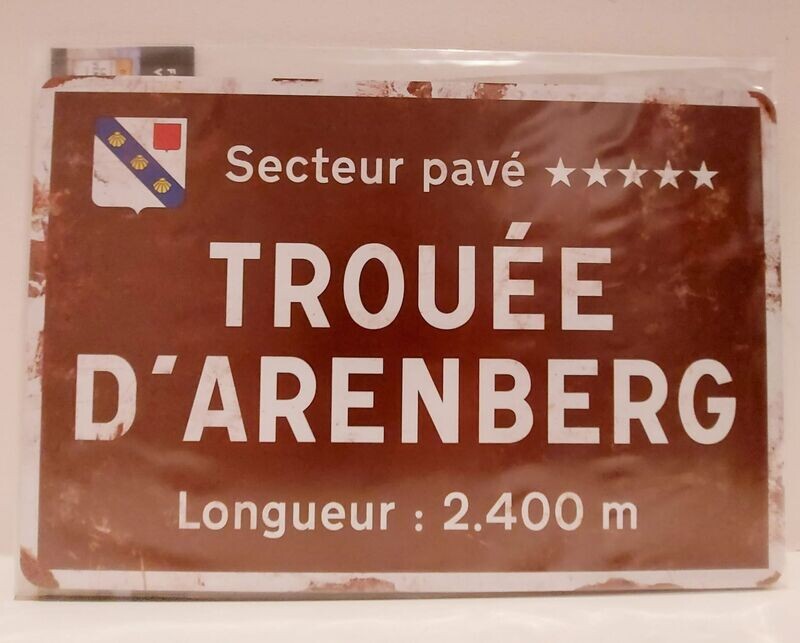 Secteur pavé ★★★★★
TROUÉE
D'ARENBERG
Longueur : 2.400 m